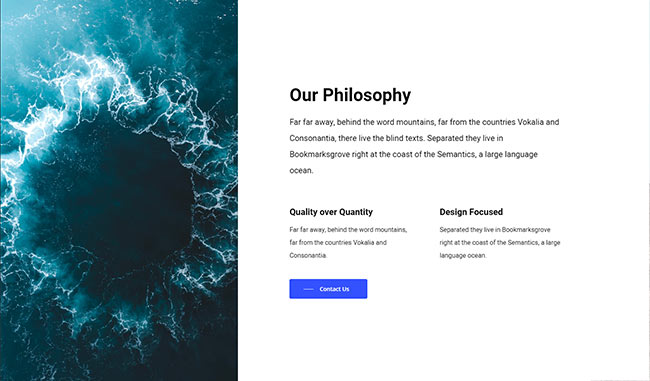 Our Philosophy
Far far away, behind the word mountains, far from the countries Vokalia and
Consonantia, there live the blind texts. Separated they live in
Bookmarksgrove right at the coast of the Semantics, a large language
ocean.
Quality over Quantity
Far far away, behind the word mountains,
far from the countries Vokalia and
Consonantia.
Design Focused
Separated they live in Bookmarksgrove
right at the coast of the Semantics, a large
language ocean.
Contact Us